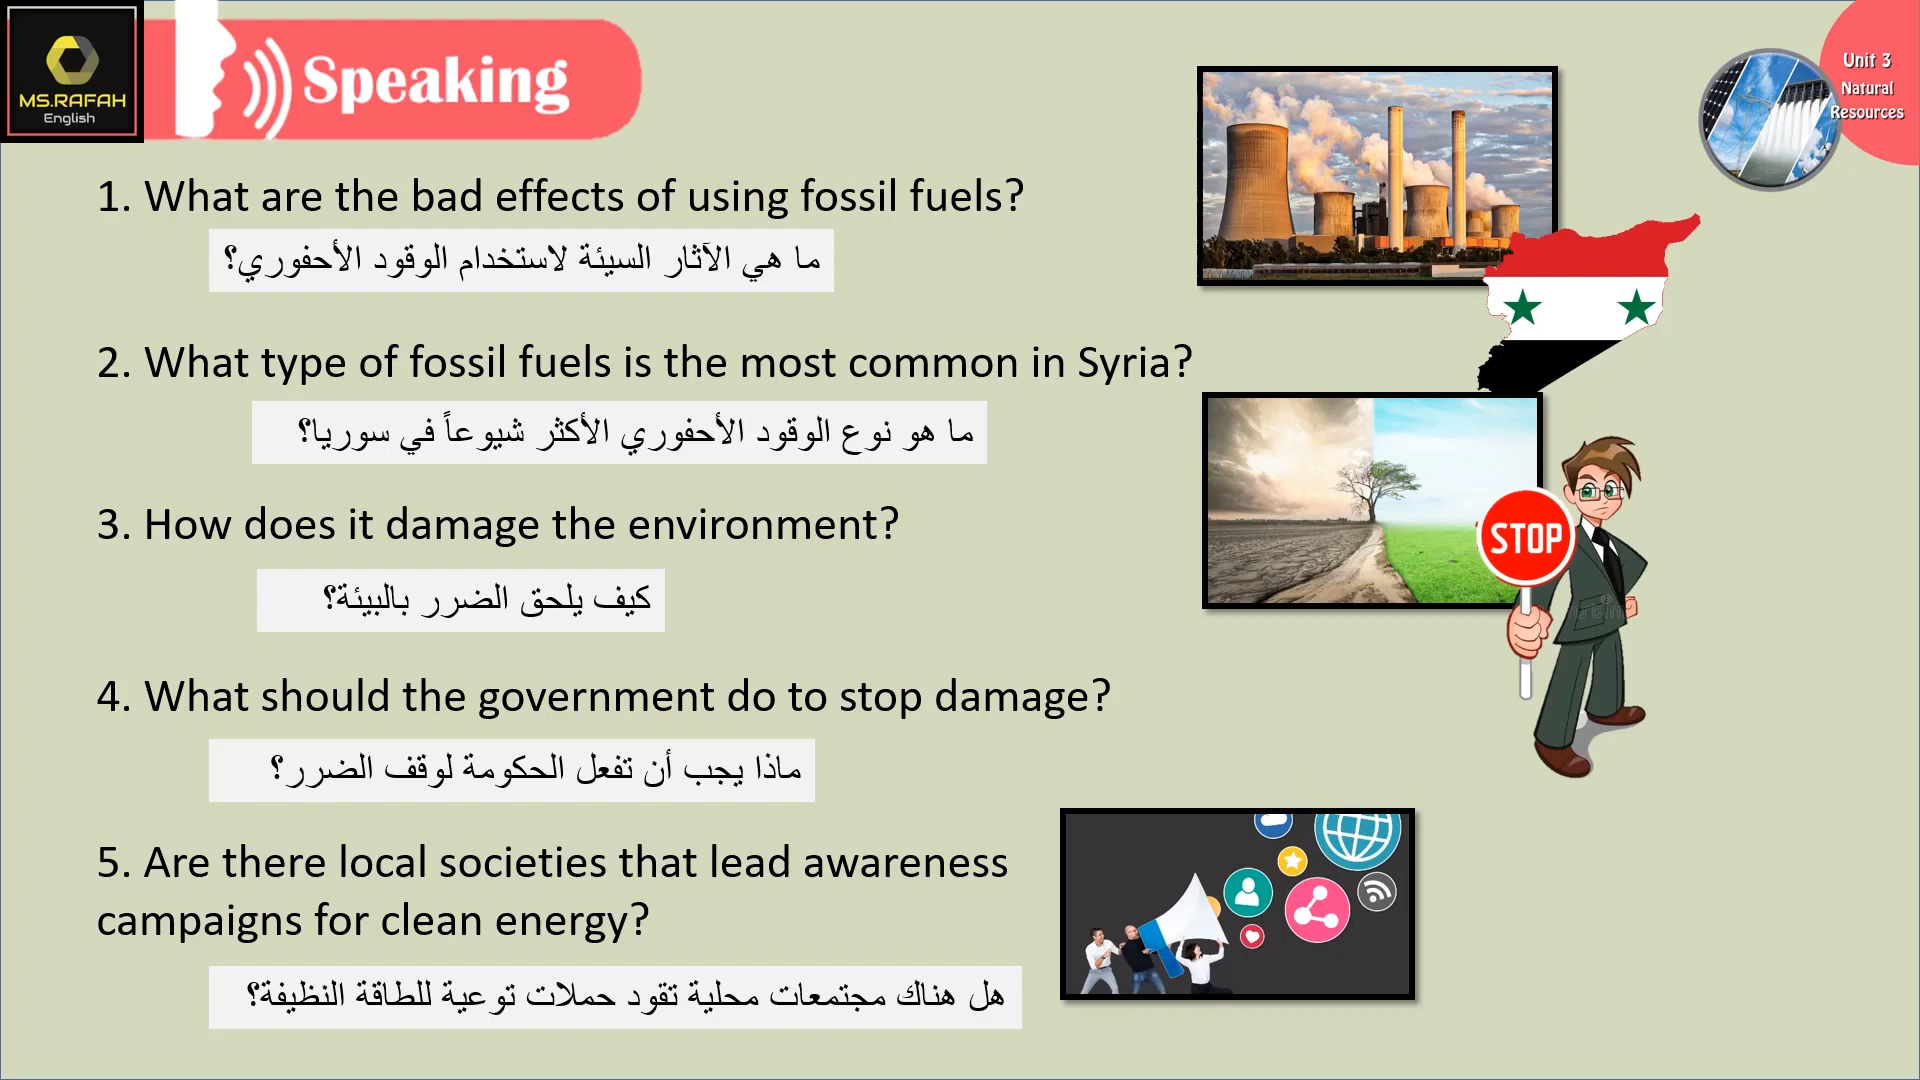 MS.RAFAH
English
Speaking
Unit 3
Natural
Resources
1. What are the bad effects of using fossil fuels?
ما هي الآثار السيئة لاستخدام الوقود الأحفوري؟
2. What type of fossil fuels is the most common in Syria?
ما هو نوع الوقود الأحفوري الأكثر شيوعاً في سوريا؟
3. How does it damage the environment?
كيف يلحق الضرر بالبيئة؟
STOP
4. What should the government do to stop damage?
ماذا يجب أن تفعل الحكومة لوقف الضرر؟
5. Are there local societies that lead awareness
campaigns for clean energy?
هل هناك مجتمعات محلية تقود حملات توعية للطاقة النظيفة؟